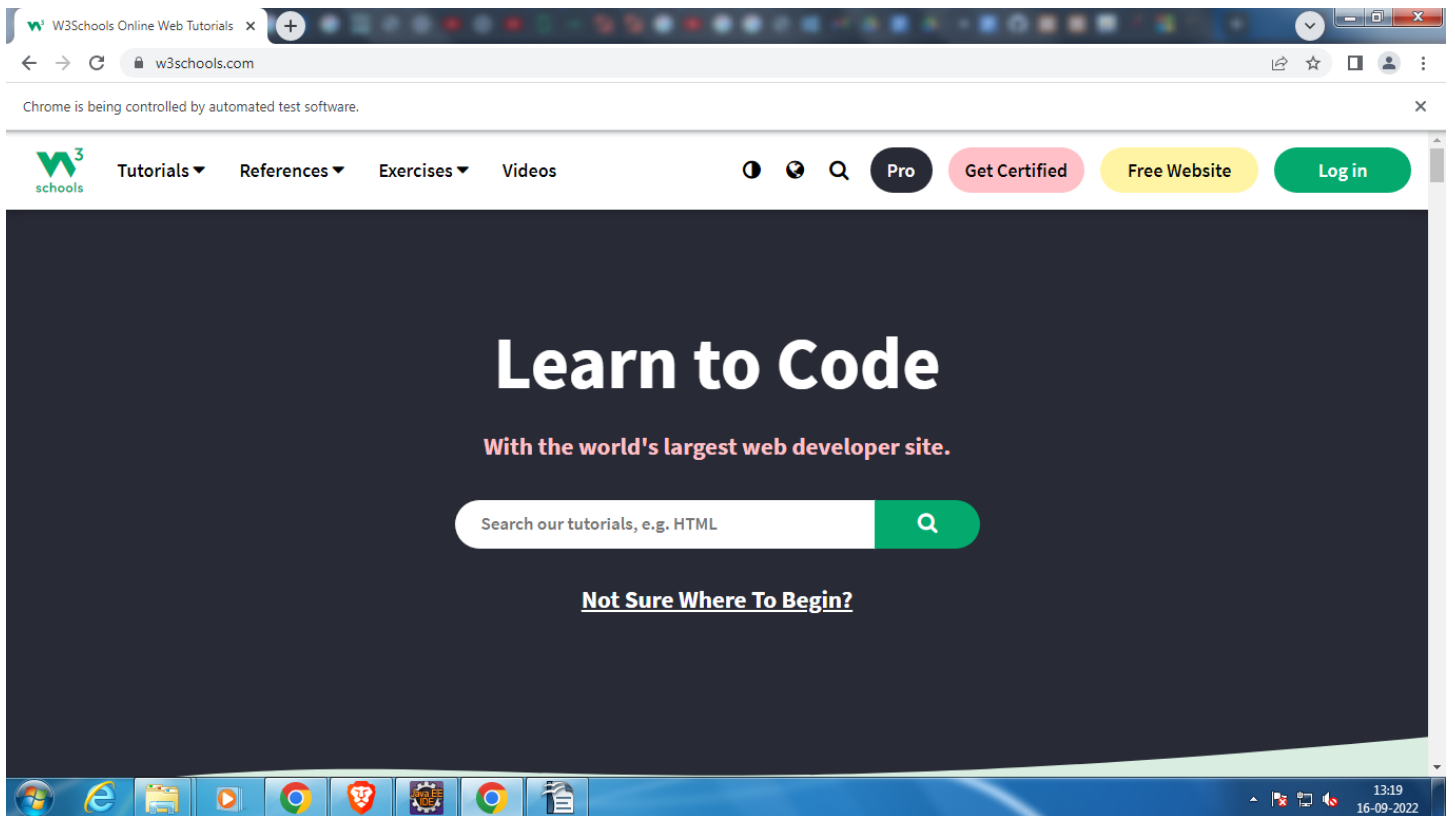 W3Schools Online Web Tutorials
w3schools.com
Chrome is being controlled by automated test software.
W3 schools Tutorials References Exercises Videos Pro Get Certified Free Website Log in
Learn to Code
With the world's largest web developer site.
Search our tutorials, e.g. HTML
Not Sure Where To Begin?
Java EE
IDE
13:19
16-09-2022